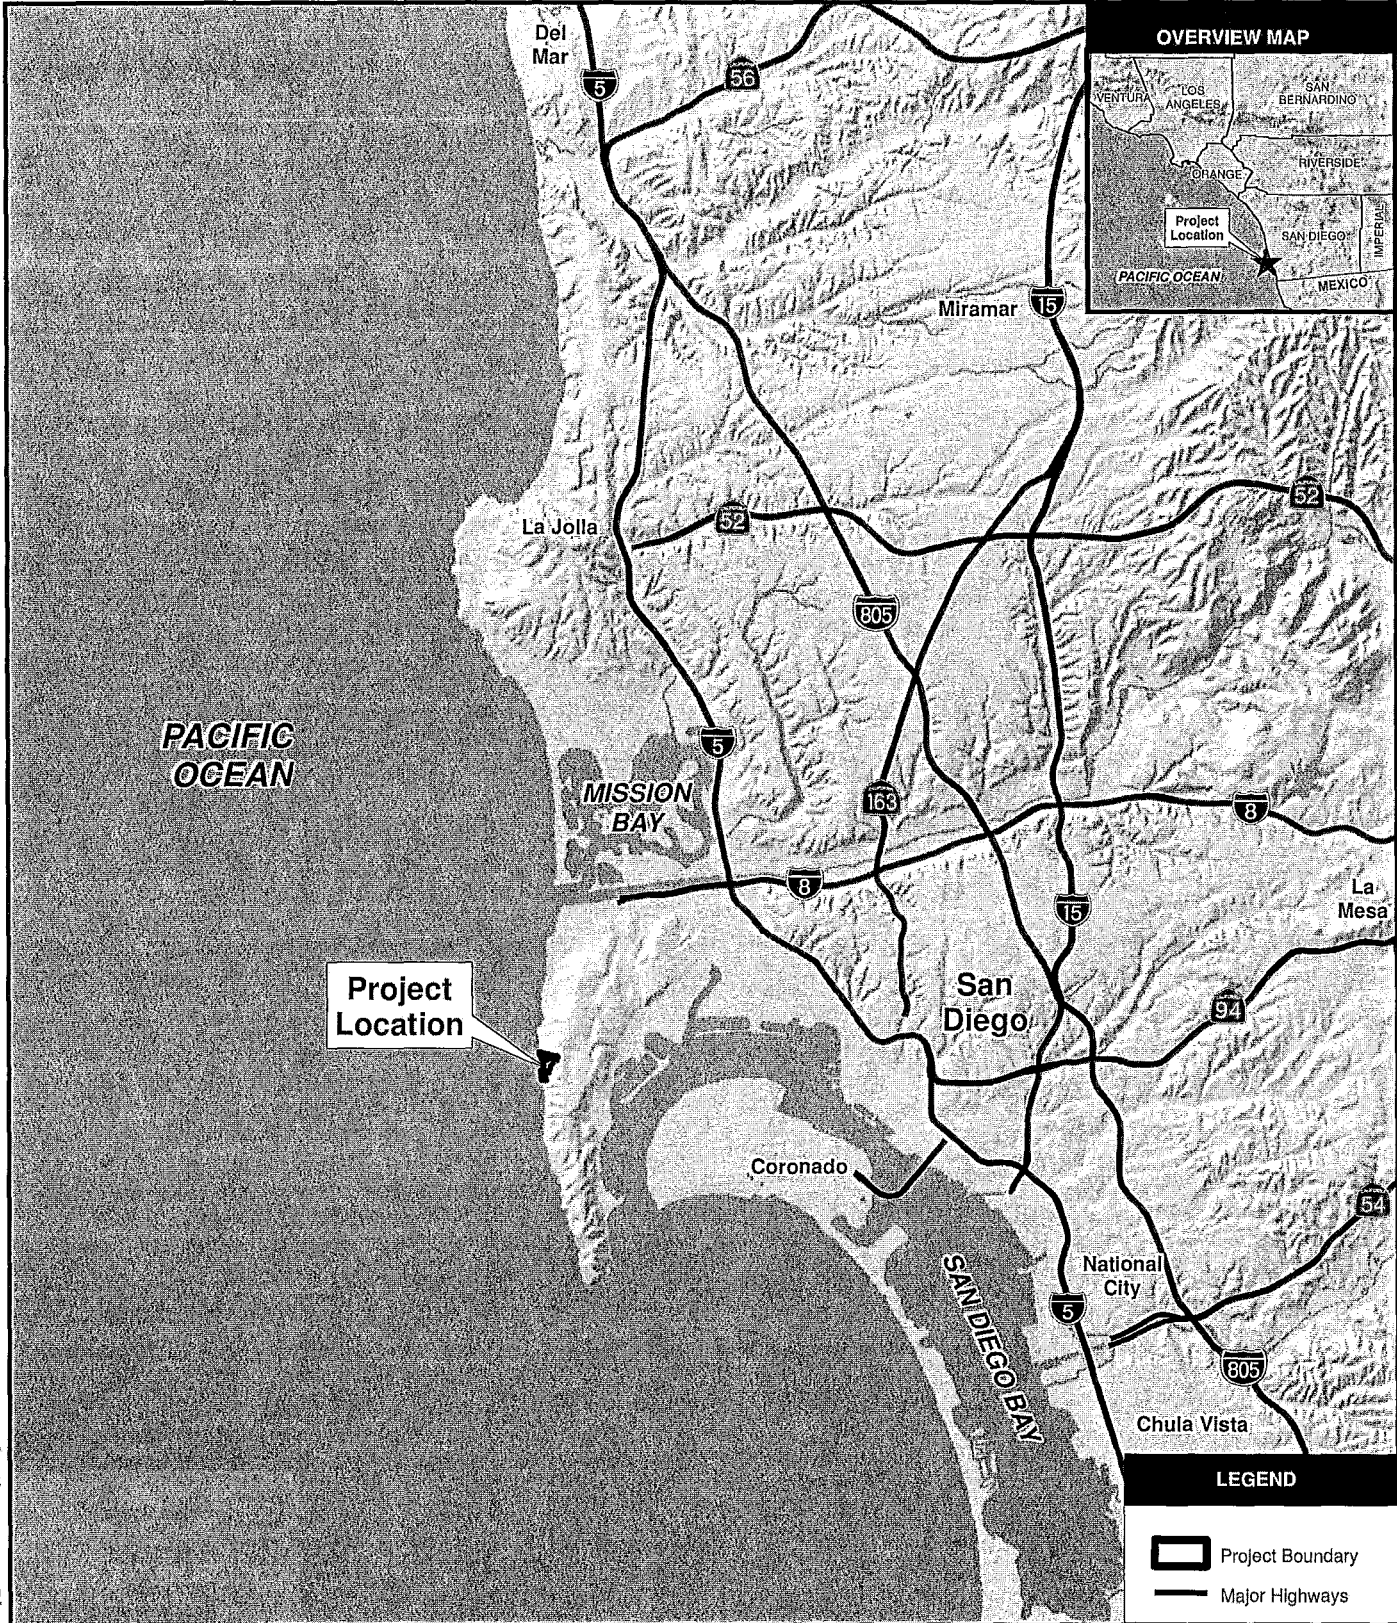 Del
Mar
5
56
OVERVIEW MAP
VENTURA
LOS
ANGELES
SAN
BERNARDINO
RIVERSIDE
ORANGE
Project
Location
SAN DIEGO
IMPERIAL
PACIFIC OCEAN
MEXICO
Miramar
15
La Jolla
52
52
805
PACIFIC
OCEAN
5
MISSION
BAY
163
8
8
La
Mesa
15
Project
Location
San
Diego
94
Coronado
54
SAN DIEGO BAY
National
City
5
805
Chula Vista
LEGEND
Project Boundary
Major Highways